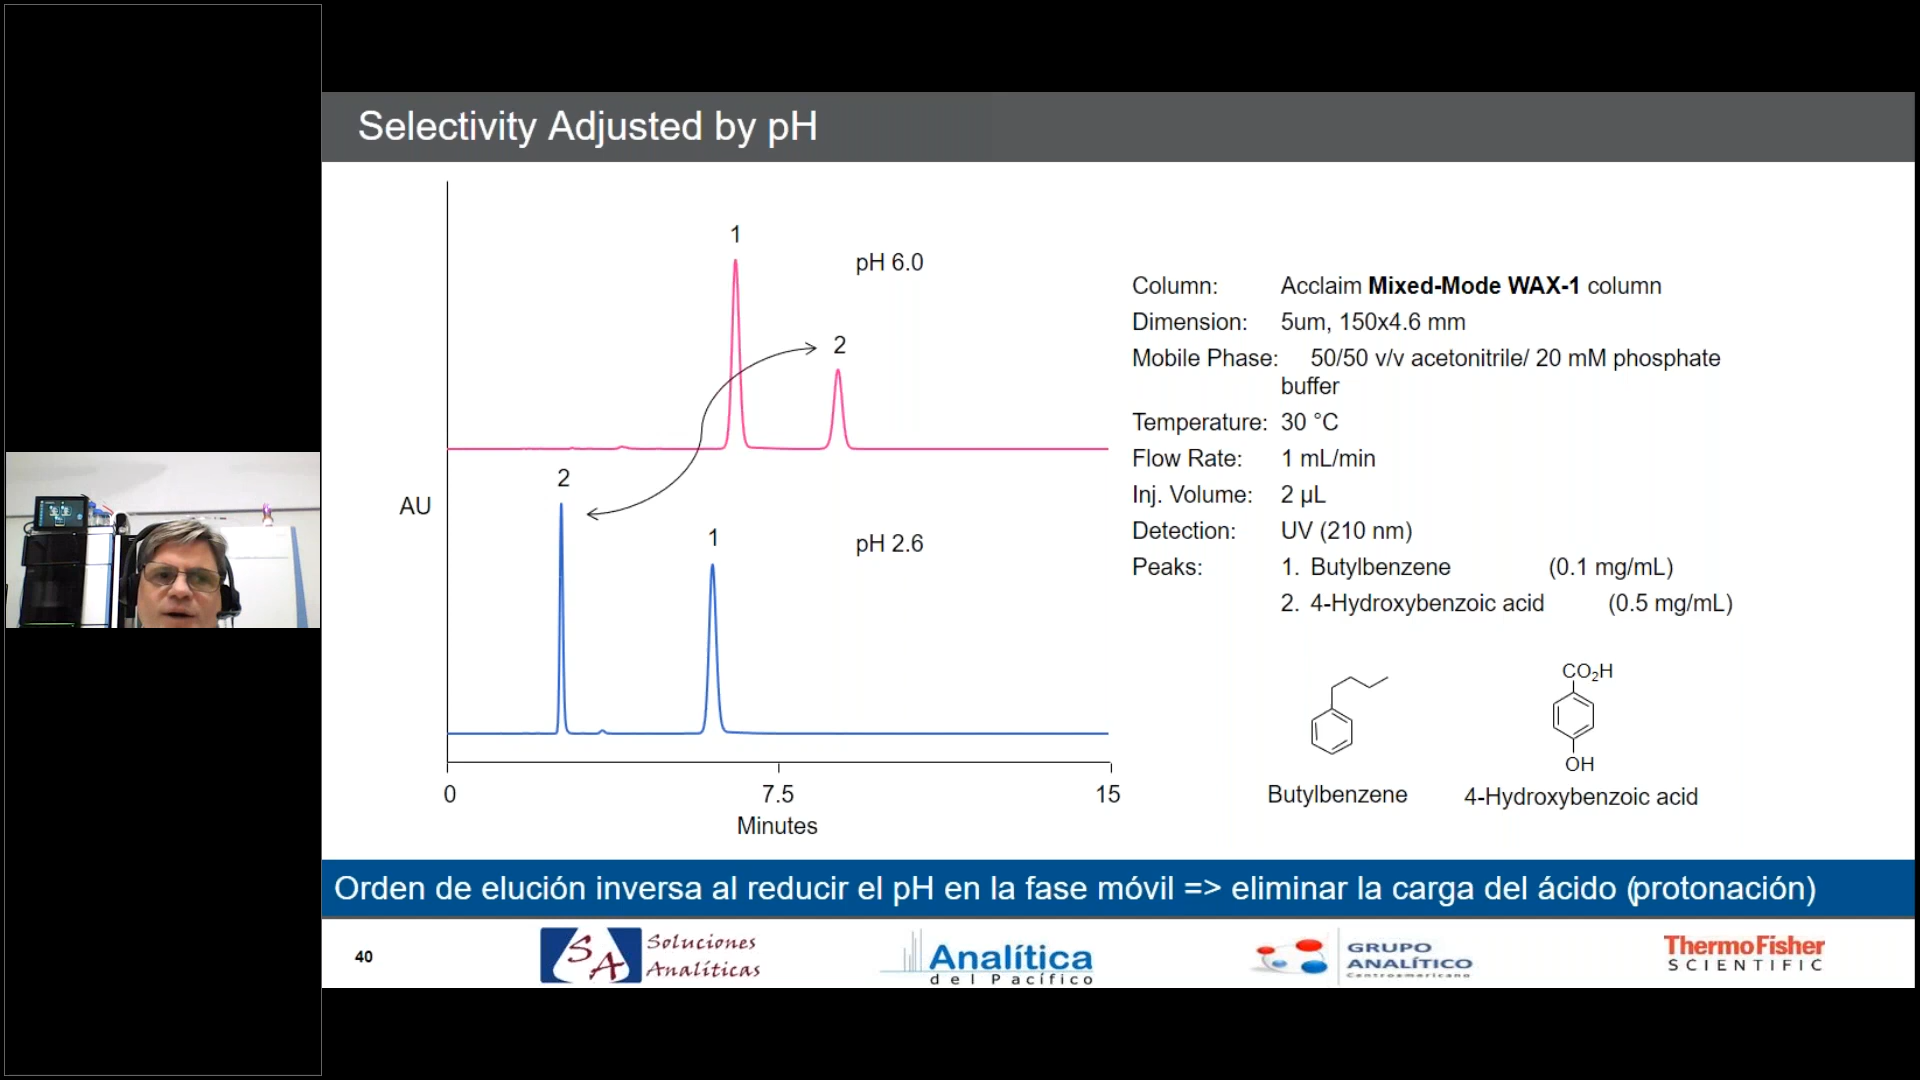 Selectivity Adjusted by pH
1
pH 6.0
2
2
AU
1
pH 2.6
0
7.5
15
Minutes
Column: Acclaim Mixed-Mode WAX-1 column
Dimension: 5um, 150x4.6 mm
Mobile Phase: 50/50 v/v acetonitrile/ 20 mM phosphate
buffer
Temperature: 30 °C
Flow Rate: 1 mL/min
Inj. Volume: 2 µL
Detection: UV (210 nm)
Peaks: 1. Butylbenzene (0.1 mg/mL)
2. 4-Hydroxybenzoic acid (0.5 mg/mL)
CO₂H
OH
Butylbenzene
4-Hydroxybenzoic acid
Orden de elución inversa al reducir el pH en la fase móvil => eliminar la carga del ácido (protonación)
40
SA
Soluciones
Analíticas
Analítica
del Pacífico
GRUPO
ANALÍTICO
Centroamericano
ThermoFisher
SCIENTIFIC